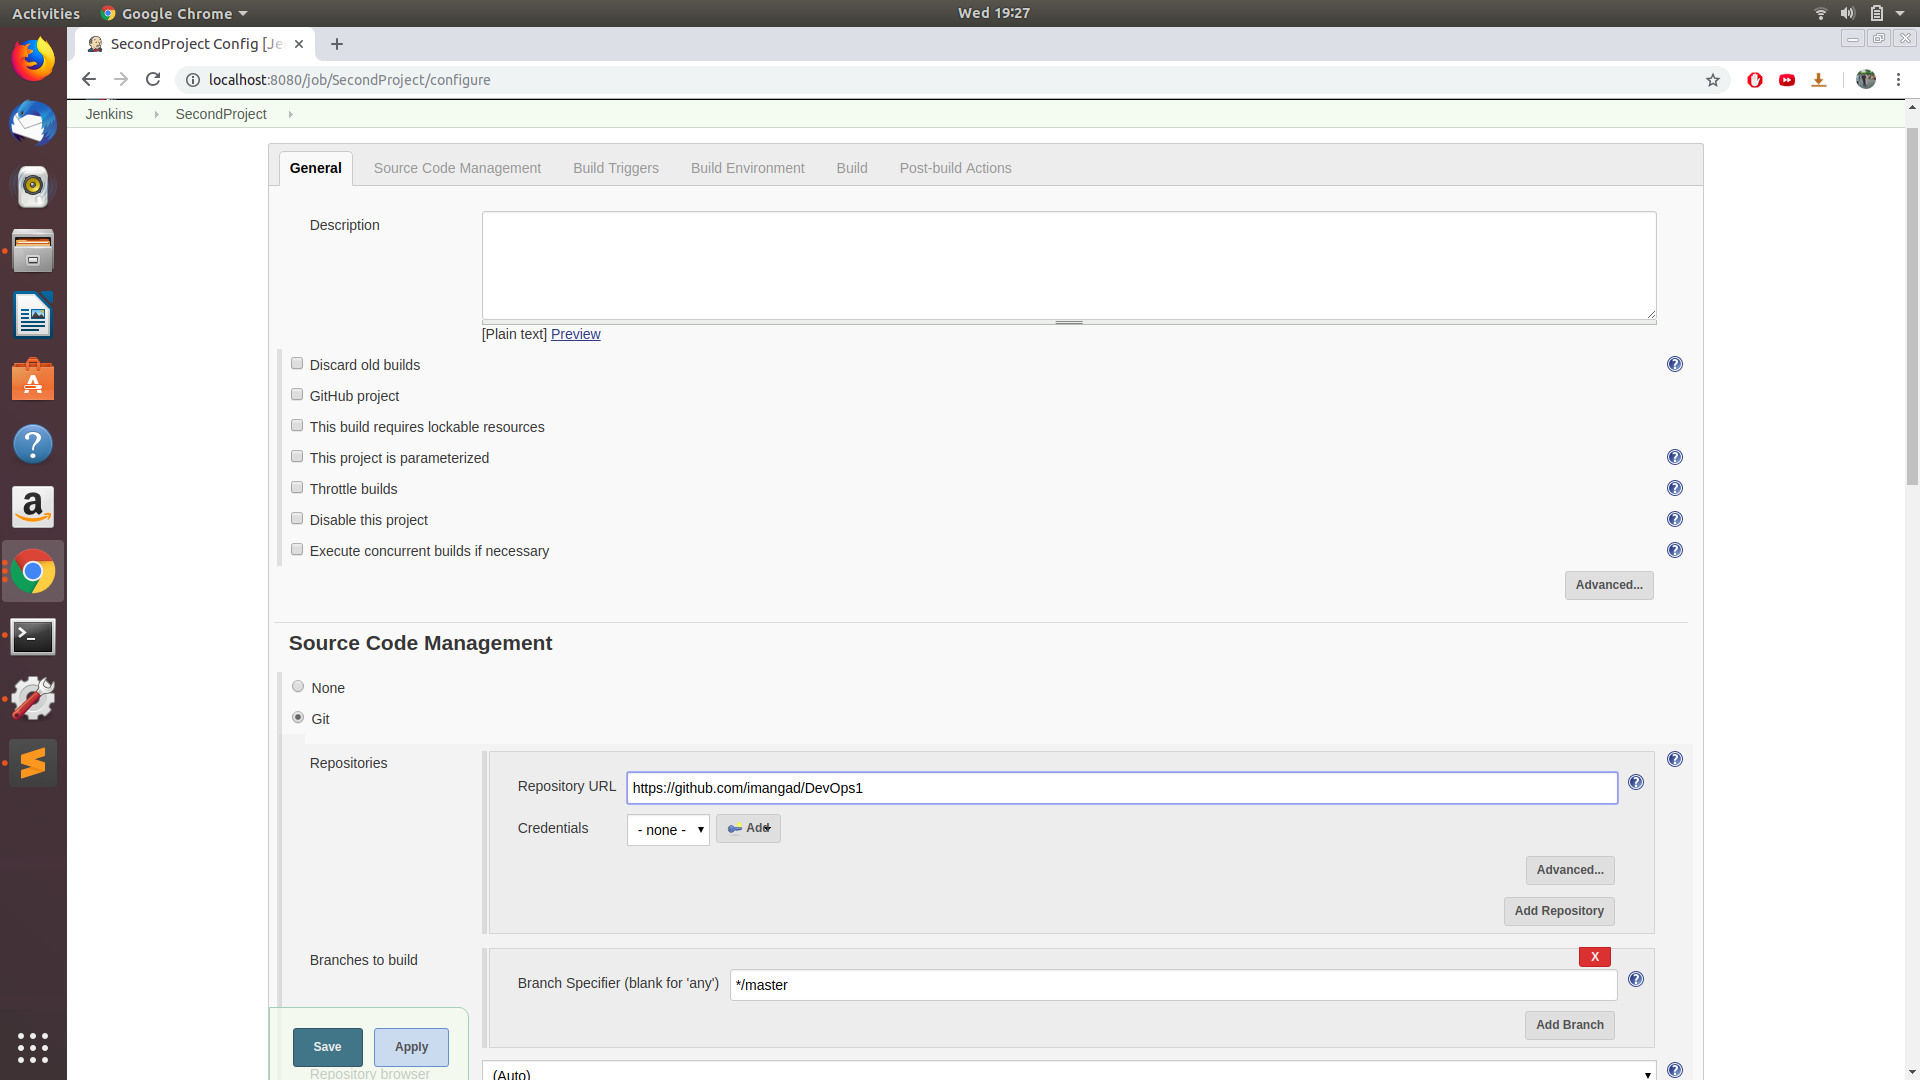 Activities Google Chrome Wed 19:27
SecondProject Config [Je
localhost:8080/job/SecondProject/configure
Jenkins SecondProject
General Source Code Management Build Triggers Build Environment Build Post-build Actions
Description
[Plain text] Preview
Discard old builds
GitHub project
This build requires lockable resources
This project is parameterized
Throttle builds
Disable this project
Execute concurrent builds if necessary
Advanced...
Source Code Management
None
Git
Repositories
Repository URL https://github.com/imangad/DevOps1
Credentials - none - Add
Advanced...
Add Repository
Branches to build
X
Branch Specifier (blank for 'any') */master
Add Branch
Save Apply
Repository browser (Auto)